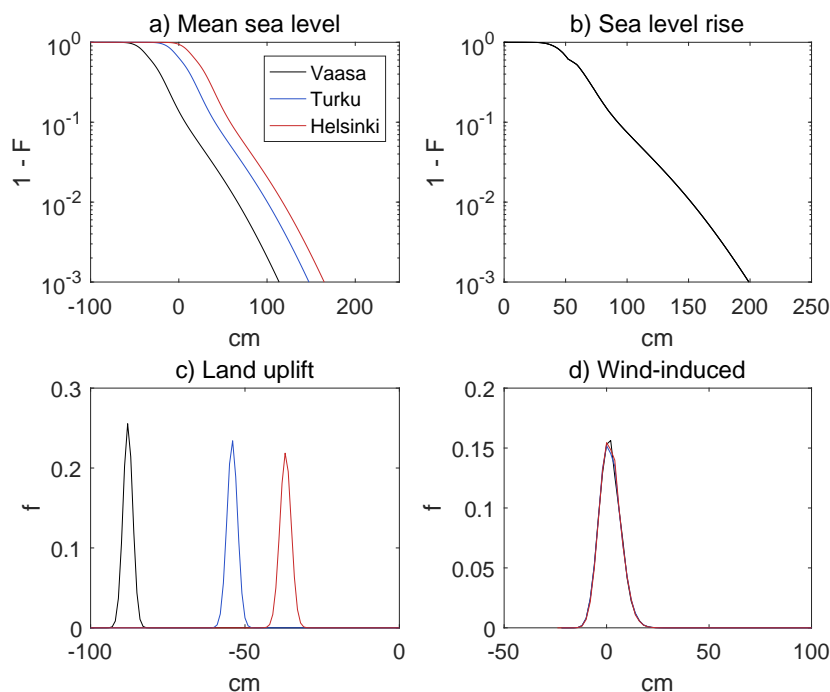 a) Mean sea level
10^0
10^-1
10^-2
10^-3
1 - F
-100
0
100
200
cm
Vaasa
Turku
Helsinki
b) Sea level rise
10^0
10^-1
10^-2
10^-3
1 - F
0
50
100
150
200
250
cm
c) Land uplift
0.3
0.2
0.1
0
f
-100
-50
0
cm
d) Wind-induced
0.2
0.15
0.1
0.05
0
f
-50
0
50
100
cm